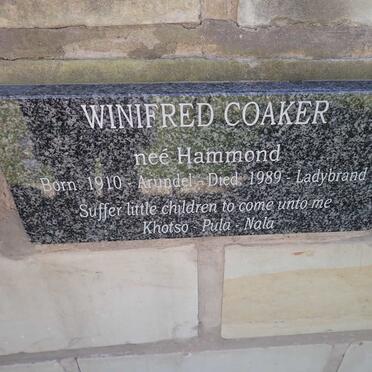 WINIFRED COAKER
neé Hammond
Born: 1910 - Arundel - Died: 1989 - Ladybrand
Suffer little children to come unto me
Khotso - Pula - Nala